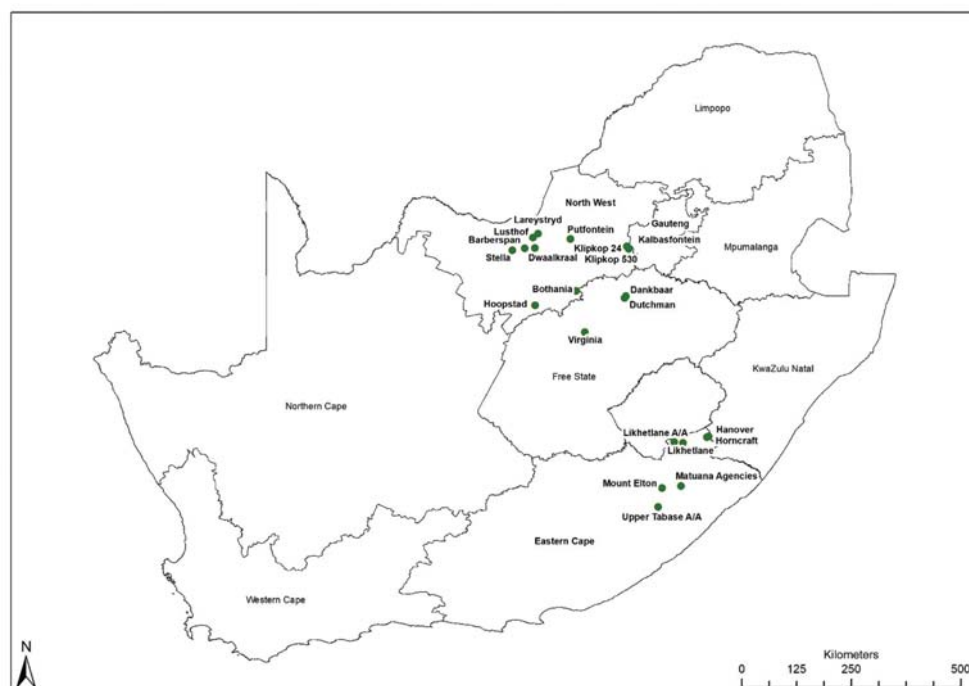 Limpopo
North West
Lareystryd
Gauteng
Lusthof
Putfontein
Barberspan
Klipkop 24
Kalbasfontein
Mpumalanga
Stella
Dwaalkraal
Klipkop 530
Bothania
Dankbaar
Hoopstad
Dutchman
Virginia
KwaZulu Natal
Free State
Northern Cape
Hanover
Likhetlane A/A
Horncraft
Likhetlane
Matuana Agencies
Mount Elton
Upper Tabase A/A
Eastern Cape
Western Cape
N
Kilometers
0 125 250 500